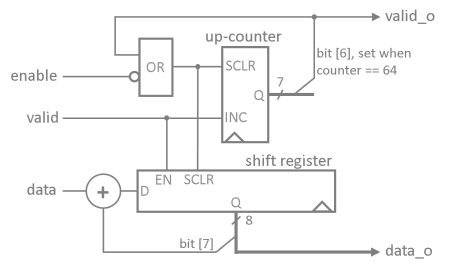 valid_o
up-counter
bit [6], set when
counter == 64
OR
SCLR
enable
7
Q
valid
INC
shift register
EN SCLR
data
+
D
Q
8
bit [7]
data_o